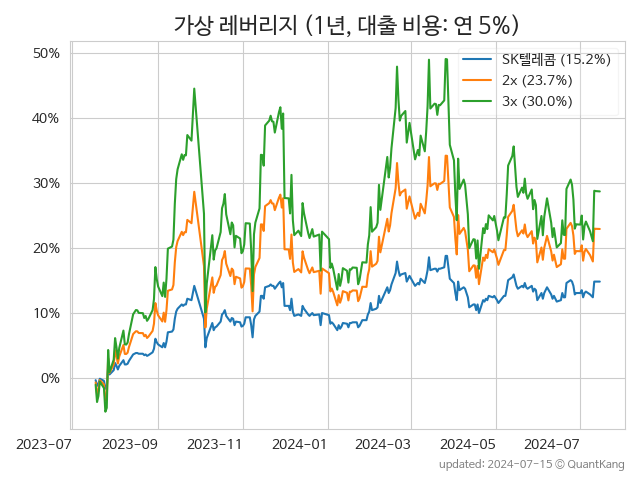 가상 레버리지 (1년, 대출 비용: 연 5%)
SK텔레콤 (15.2%)
2x (23.7%)
3x (30.0%)
50%
40%
30%
20%
10%
0%
2023-07 2023-09 2023-11 2024-01 2024-03 2024-05 2024-07
updated: 2024-07-15 © QuantKang